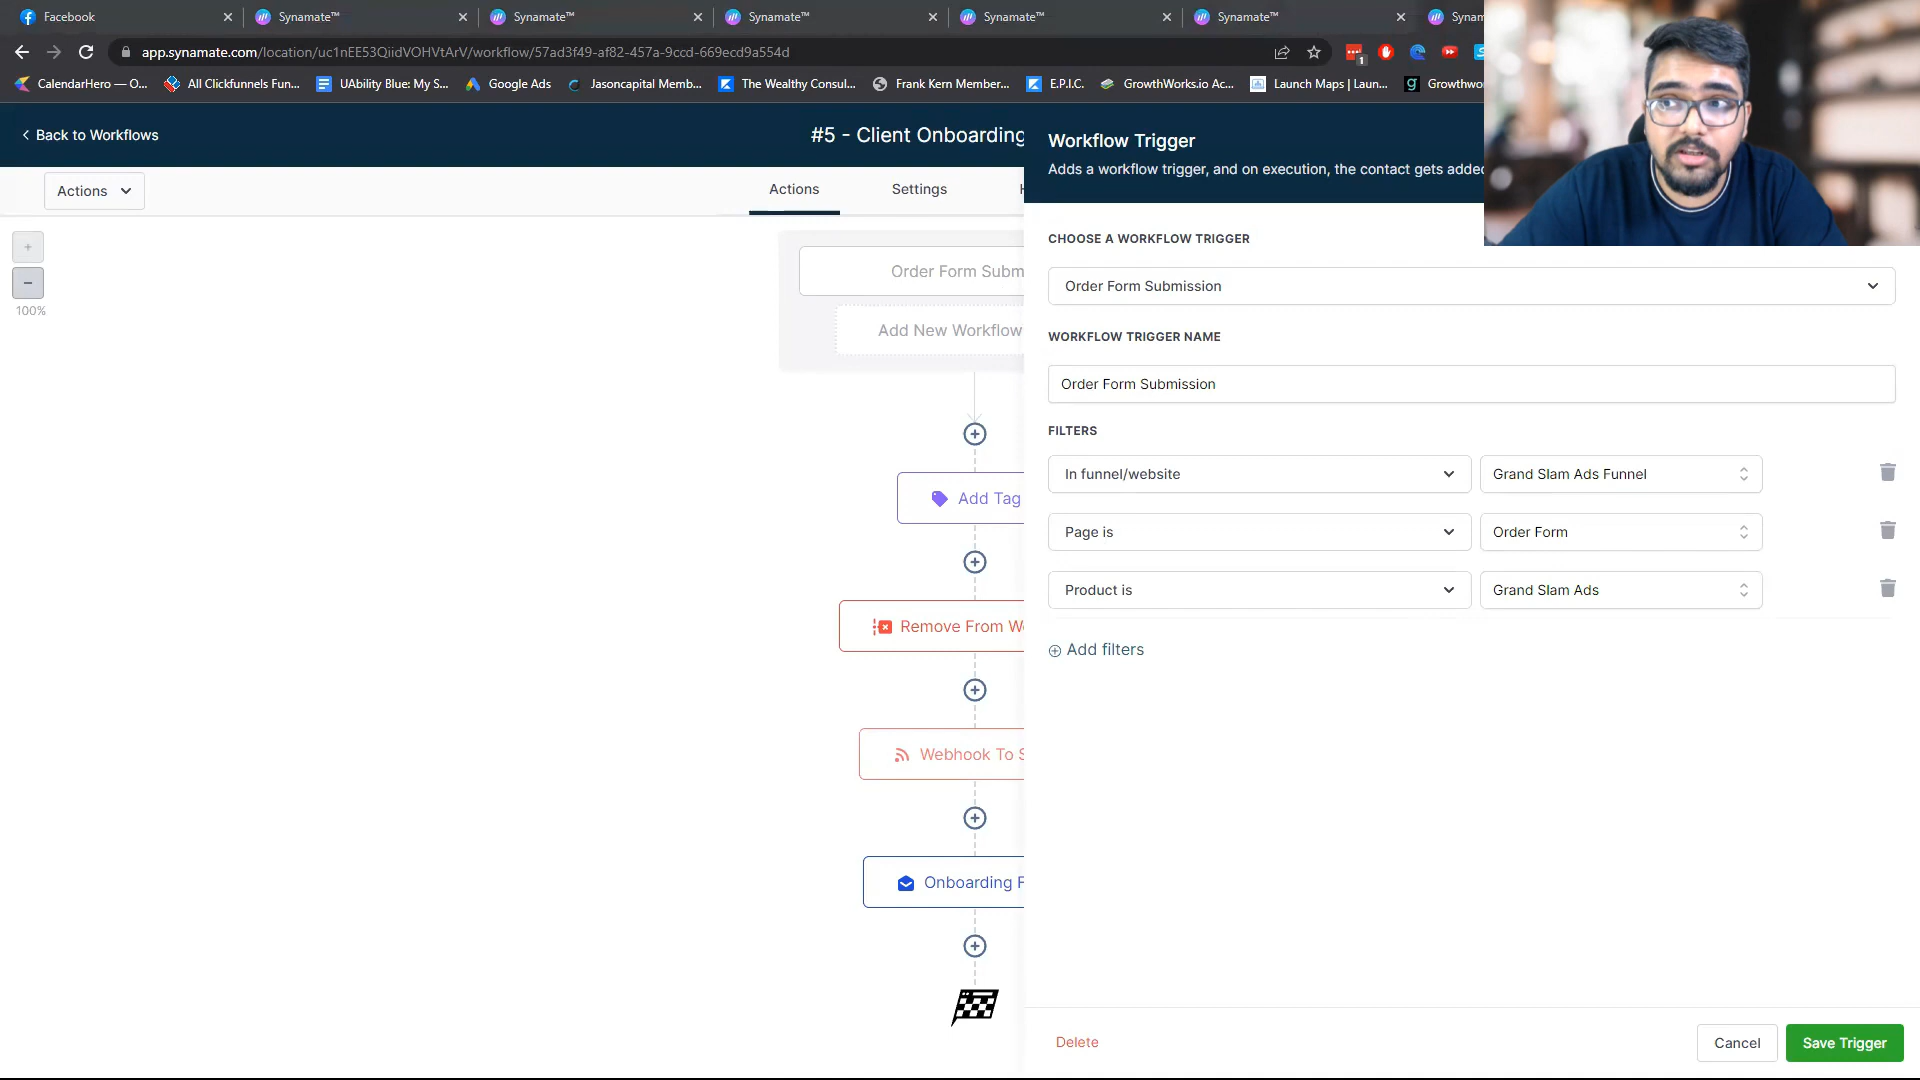 Facebook
Synamate™
Synamate™
Synamate™
Synamate™
Synamate™
Synam
app.synamate.com/location/uc1nEE53QiidVOHVtArV/workflow/57ad3f49-af82-457a-9ccd-669ecd9a554d
1
CalendarHero — O...
All Clickfunnels Fun...
UAbility Blue: My S...
Google Ads
Jasoncapital Memb...
The Wealthy Consul...
Frank Kern Member...
E.P.I.C.
GrowthWorks.io Ac...
Launch Maps | Laun...
Growthwo
Back to Workflows
#5 - Client Onboarding
Workflow Trigger
Adds a workflow trigger, and on execution, the contact gets added
Actions
Actions
Settings
100%
Order Form Subm
Add New Workflow
Add Tag
Remove From Wo
Webhook To S
Onboarding F
CHOOSE A WORKFLOW TRIGGER
Order Form Submission
WORKFLOW TRIGGER NAME
Order Form Submission
FILTERS
In funnel/website
Grand Slam Ads Funnel
Page is
Order Form
Product is
Grand Slam Ads
Add filters
Delete
Cancel
Save Trigger